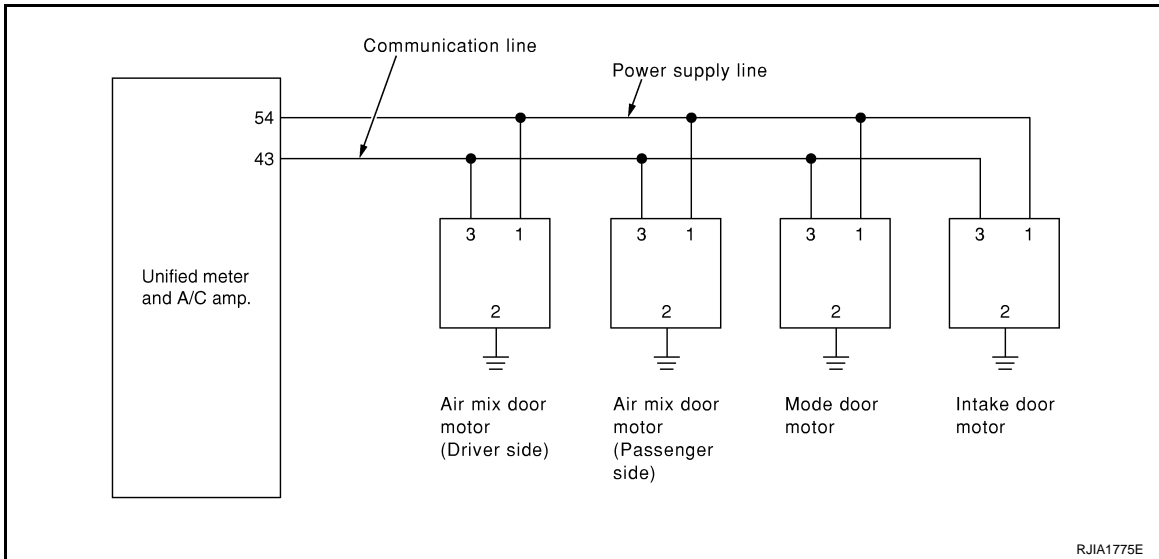 Communication line
Power supply line
54
43
3 1
3 1
3 1
3 1
Unified meter
and A/C amp.
2
2
2
2
Air mix door
motor
(Driver side)
Air mix door
motor
(Passenger
side)
Mode door
motor
Intake door
motor
RJIA1775E